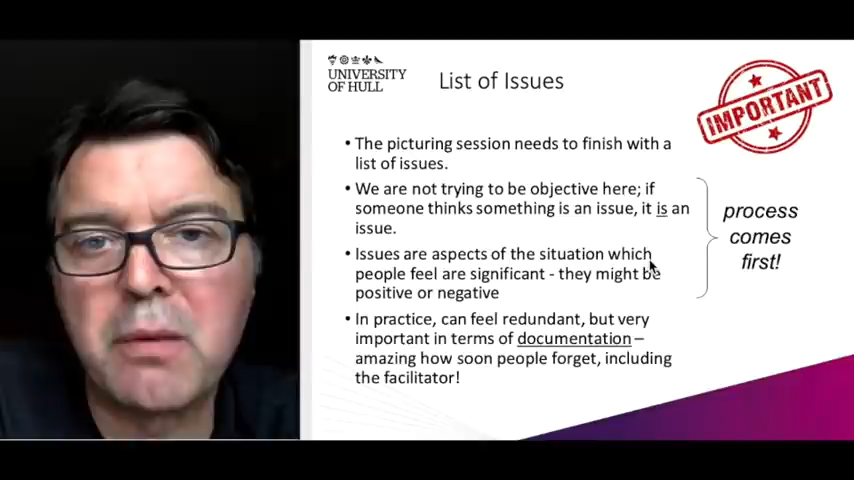 UNIVERSITY
OF HULL
List of Issues
IMPORTANT
• The picturing session needs to finish with a
list of issues.
• We are not trying to be objective here; if
someone thinks something is an issue, it is an
issue.
• Issues are aspects of the situation which
people feel are significant - they might be
positive or negative
• In practice, can feel redundant, but very
important in terms of documentation –
amazing how soon people forget, including
the facilitator!
process
comes
first!